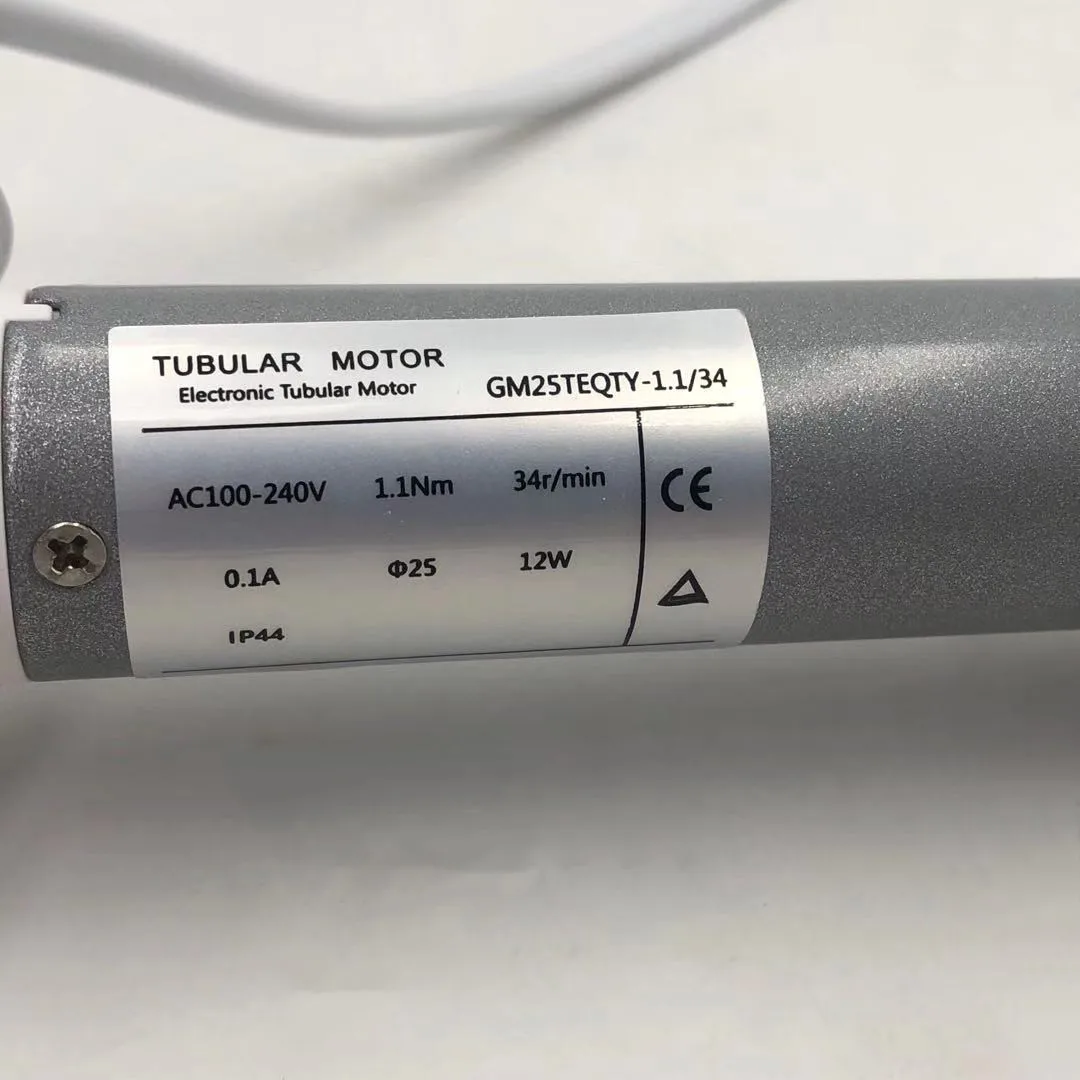 TUBULAR MOTOR
Electronic Tubular Motor
GM25TEQTY-1.1/34
AC100-240V 1.1Nm 34r/min
CE
0.1A Φ25 12W
IP44